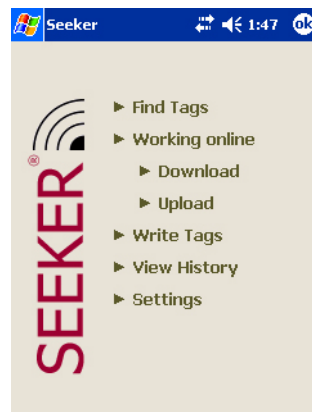 Seeker 1:47 ok
Find Tags
Working online
Download
Upload
Write Tags
View History
Settings
SEEKER®